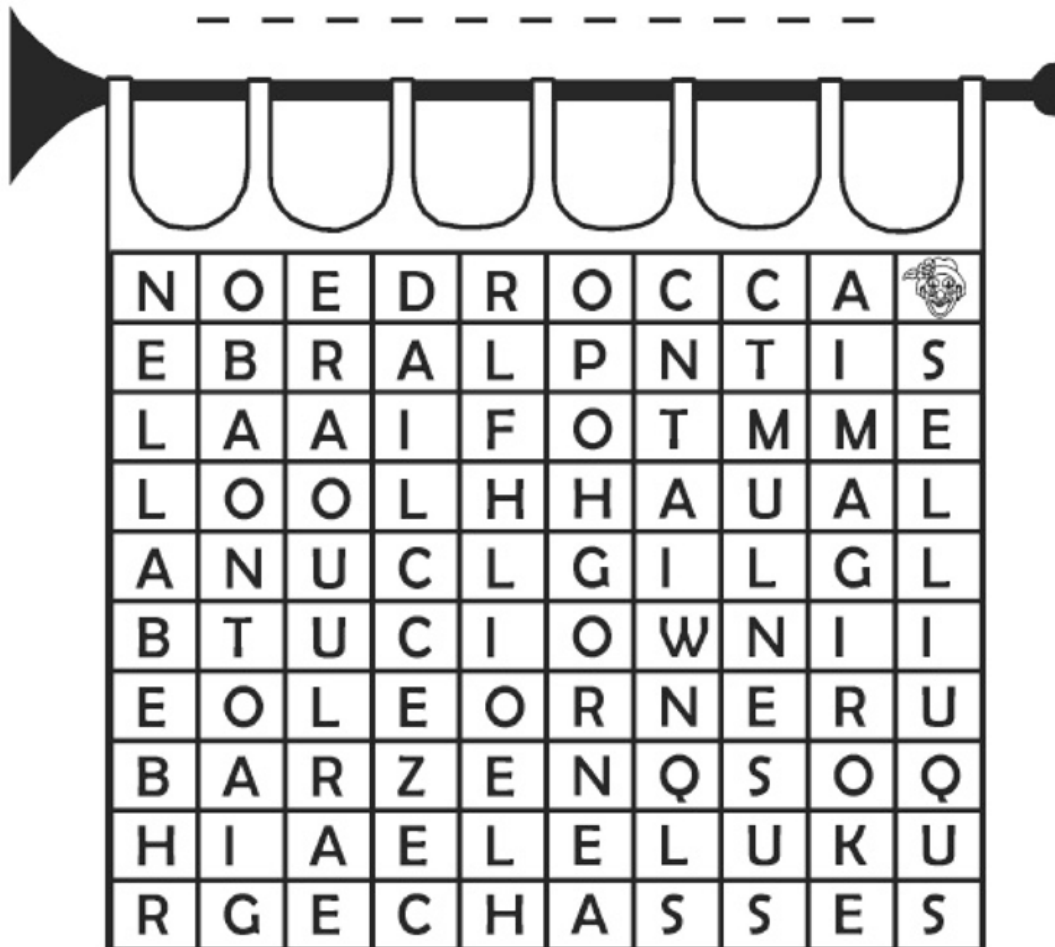 N O E D R O C C A
E B R A L P N T I S
L A A I F O T M M E
L O O L H H A U A L
A N U C L G I L G L
B T U C I O W N I I
E O L E O R N E R U
B A R Z E N Q S O Q
H I A E L E L U K U
R G E C H A S S E S